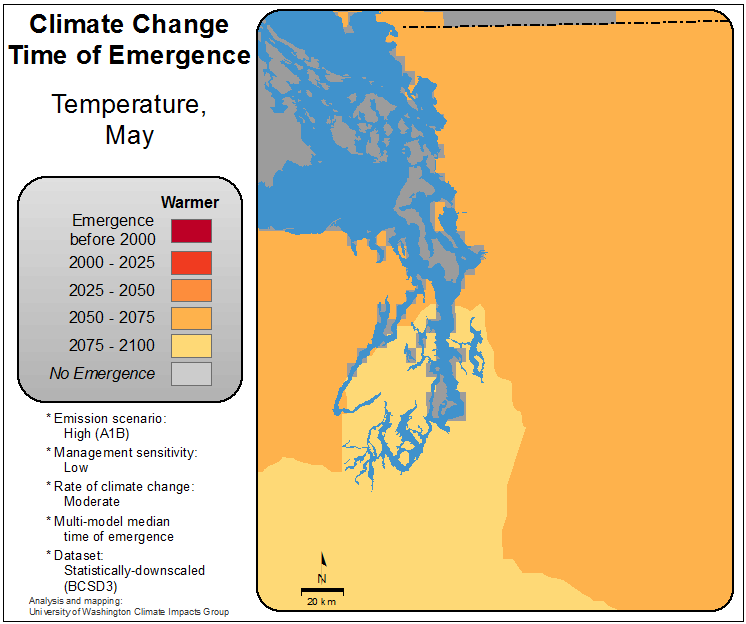 Climate Change
Time of Emergence
Temperature,
May
Warmer
Emergence
before 2000
2000 - 2025
2025 - 2050
2050 - 2075
2075 - 2100
No Emergence
* Emission scenario:
High (A1B)
* Management sensitivity:
Low
* Rate of climate change:
Moderate
* Multi-model median
time of emergence
* Dataset:
Statistically-downscaled
(BCSD3)
Analysis and mapping:
University of Washington Climate Impacts Group
N
20 km